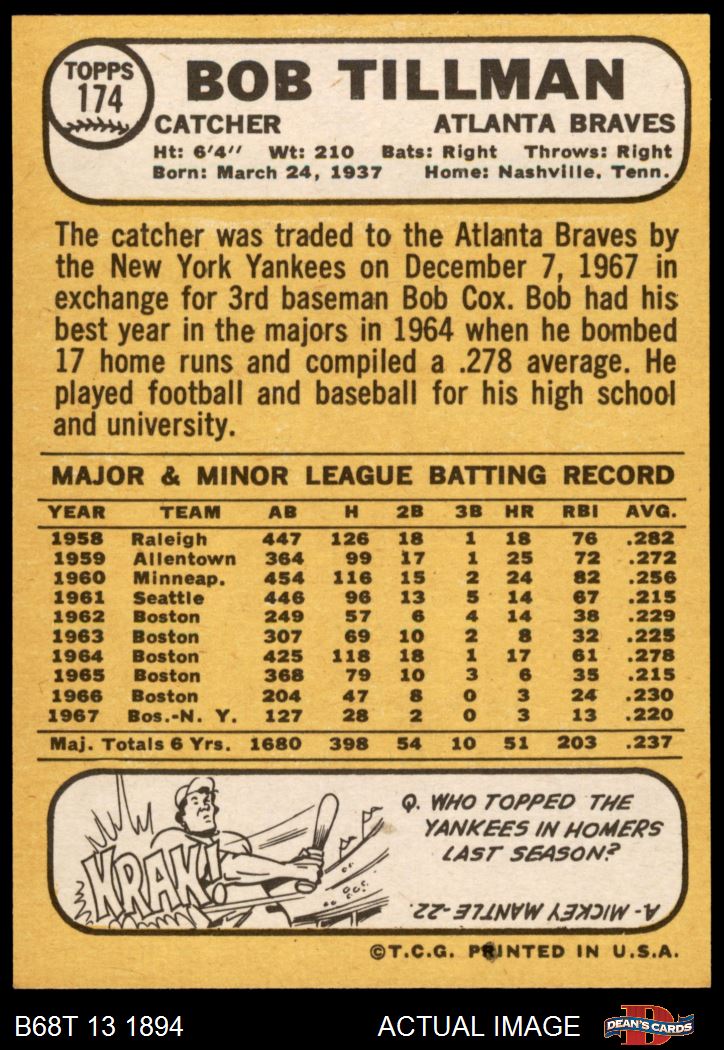 TOPPS
174
BOB TILLMAN
CATCHER ATLANTA BRAVES
Ht: 6'4" Wt: 210 Bats: Right Throws: Right
Born: March 24, 1937 Home: Nashville, Tenn.
The catcher was traded to the Atlanta Braves by
the New York Yankees on December 7, 1967 in
exchange for 3rd baseman Bob Cox. Bob had his
best year in the majors in 1964 when he bombed
17 home runs and compiled a .278 average. He
played football and baseball for his high school
and university.
MAJOR & MINOR LEAGUE BATTING RECORD
YEAR TEAM AB H 2B 3B HR RBI AVG.
1958 Raleigh 447 126 18 1 18 76 .282
1959 Allentown 364 99 17 1 25 72 .272
1960 Minneap. 454 116 15 2 24 82 .256
1961 Seattle 446 96 13 5 14 67 .215
1962 Boston 249 57 6 4 14 38 .229
1963 Boston 307 69 10 2 8 32 .225
1964 Boston 425 118 18 1 17 61 .278
1965 Boston 368 79 10 3 6 35 .215
1966 Boston 204 47 8 0 3 24 .230
1967 Bos.-N. Y. 127 28 2 0 3 13 .220
Maj. Totals 6 Yrs. 1680 398 54 10 51 203 .237
KRAK!
Q. WHO TOPPED THE
YANKEES IN HOMERS
LAST SEASON?
A- MICKEY MANTLE -22.
©T.C.G. PRINTED IN U.S.A.
B68T 13 1894 ACTUAL IMAGE
D
DEAN'S CARDS